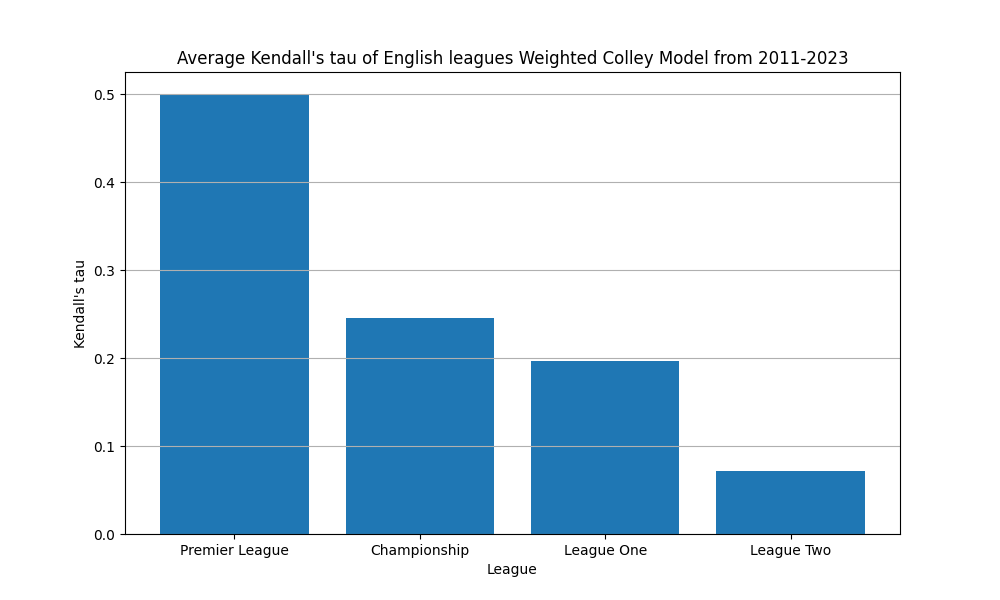 Average Kendall's tau of English leagues Weighted Colley Model from 2011-2023
Kendall's tau
0.5
0.4
0.3
0.2
0.1
0.0
Premier League
Championship
League One
League Two
League